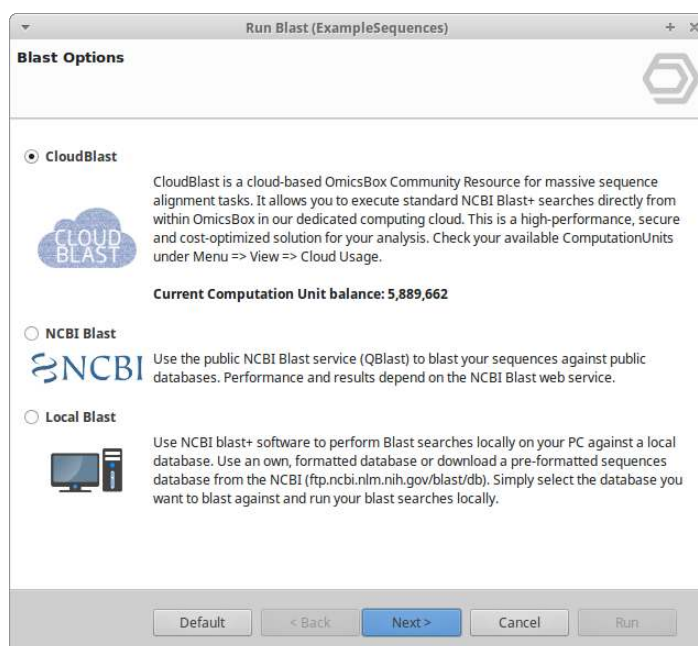 Run Blast (ExampleSequences)
Blast Options
CloudBlast
CLOUD
BLAST
CloudBlast is a cloud-based OmicsBox Community Resource for massive sequence
alignment tasks. It allows you to execute standard NCBI Blast+ searches directly from
within OmicsBox in our dedicated computing cloud. This is a high-performance, secure
and cost-optimized solution for your analysis. Check your available ComputationUnits
under Menu => View => Cloud Usage.
Current Computation Unit balance: 5,889,662
NCBI Blast
NCBI
Use the public NCBI Blast service (QBlast) to blast your sequences against public
databases. Performance and results depend on the NCBI Blast web service.
Local Blast
Use NCBI blast+ software to perform Blast searches locally on your PC against a local
database. Use an own, formatted database or download a pre-formatted sequences
database from the NCBI (ftp.ncbi.nlm.nih.gov/blast/db). Simply select the database you
want to blast against and run your blast searches locally.
Default < Back Next > Cancel Run